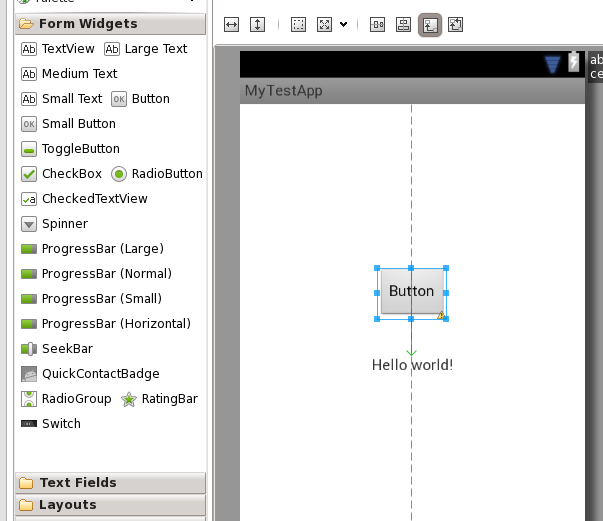 Form Widgets
Ab TextView Ab Large Text
Ab Medium Text
Ab Small Text OK Button
OK Small Button
ToggleButton
CheckBox RadioButton
a CheckedTextView
Spinner
ProgressBar (Large)
ProgressBar (Normal)
ProgressBar (Small)
ProgressBar (Horizontal)
SeekBar
QuickContactBadge
RadioGroup RatingBar
Switch
Text Fields
Layouts
MyTestApp
Button
Hello world!
ab
ce